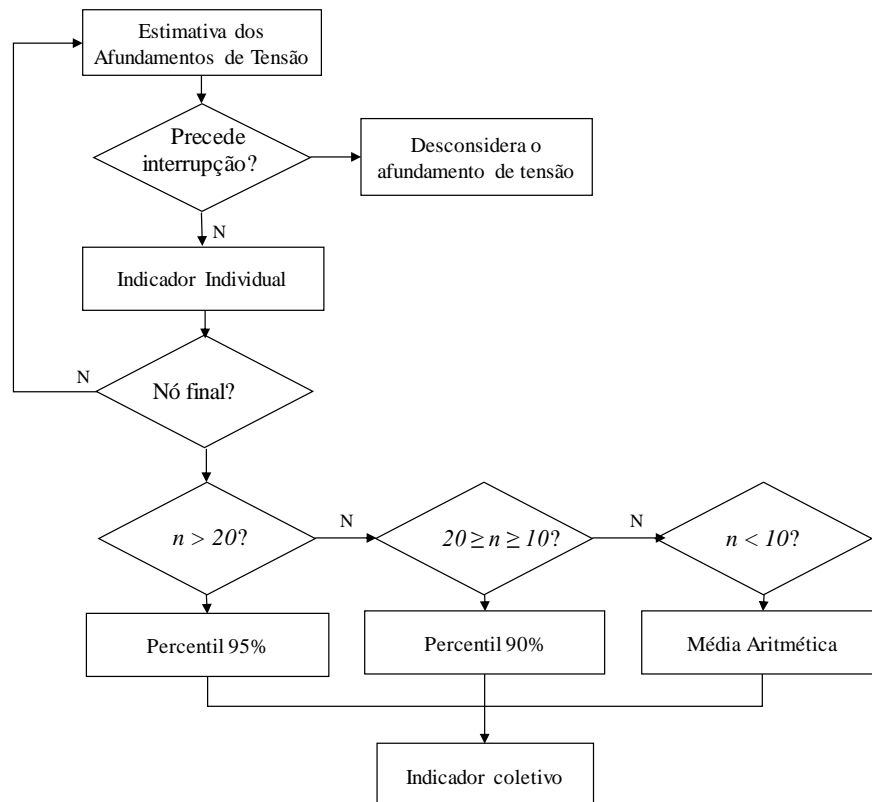 Estimativa dos
Afundamentos de Tensão
Precede
interrupção?
Desconsidera o
afundamento de tensão
N
Indicador Individual
N
Nó final?
n > 20?
N
20 ≥ n ≥ 10?
N
n < 10?
Percentil 95%
Percentil 90%
Média Aritmética
Indicador coletivo